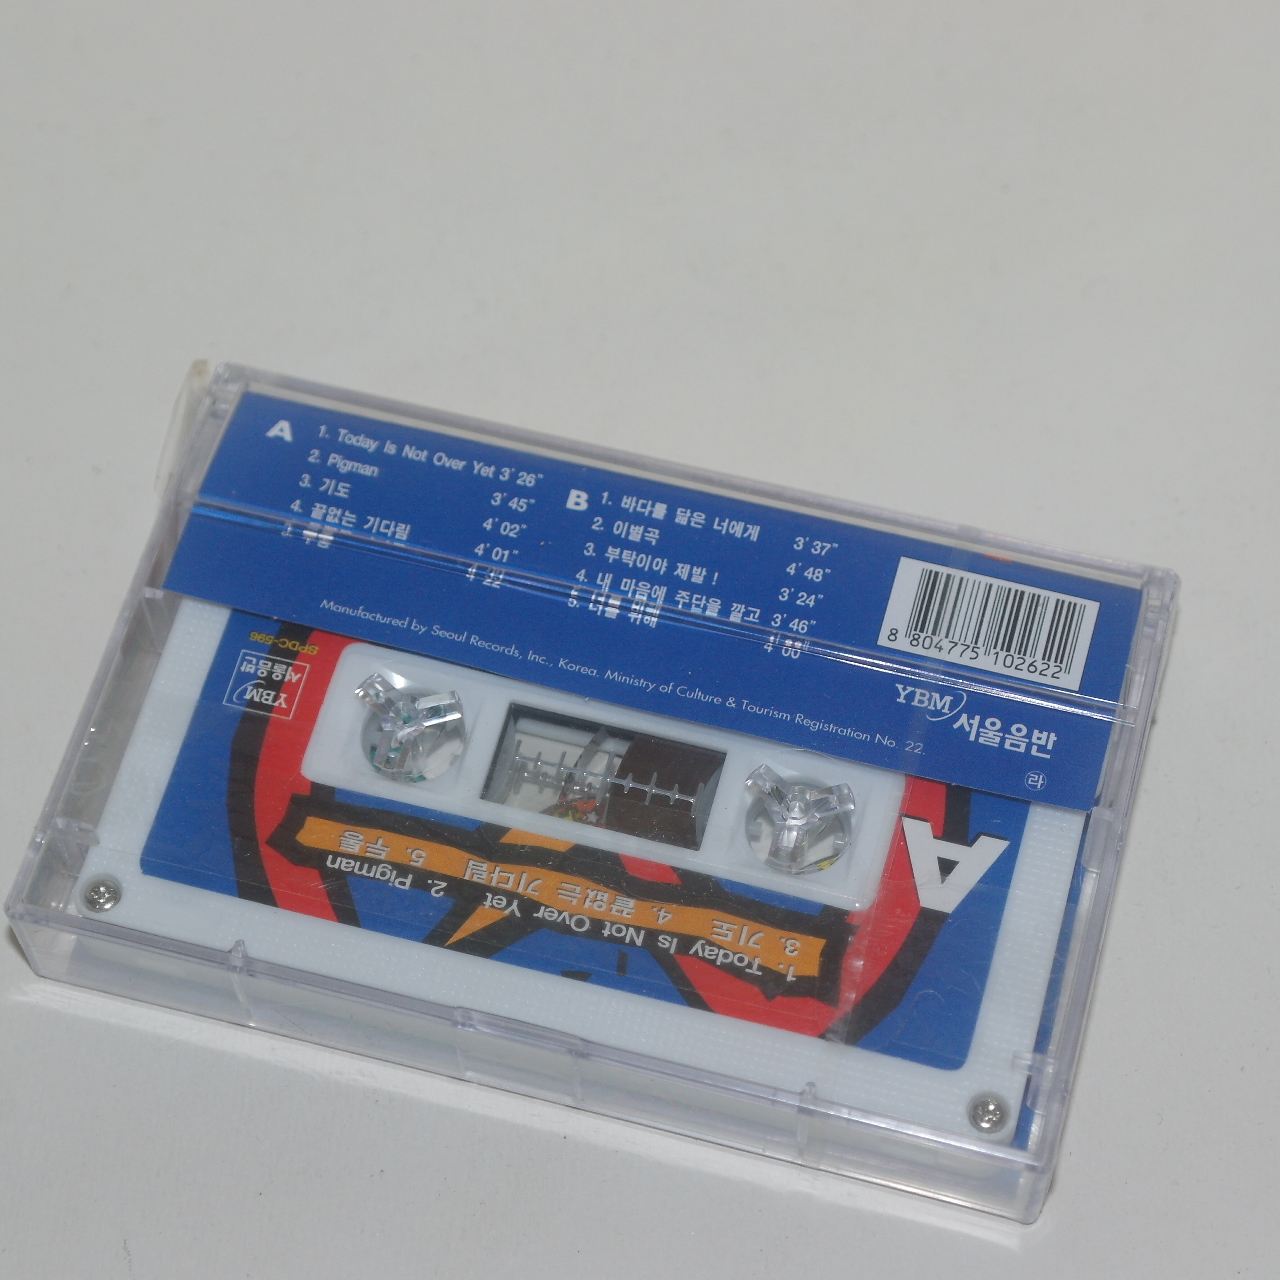 A
1. Today Is Not Over Yet 3'26"
2. Pigman 3'45"
3. 기도 4'02"
4. 끝없는 기다림 4'01"
5. 4'22"
B
1. 바다를 닮은 너에게 3'37"
2. 이별곡 4'48"
3. 부탁이야 제발 ! 3'24"
4. 내 마음에 주단을 깔고 3'46"
5. 너를 위해 4'00"
8 804775 102622
Manufactured by Seoul Records, Inc., Korea. Ministry of Culture & Tourism Registration No. 22.
YBM 서울음반
라
A
1. Today Is Not Over Yet 2. Pigman
3. 기도 4. 끝없는 기다림 5.
YBM
서울음반
SPDC-596